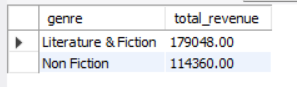 genre total_revenue
Literature & Fiction 179048.00
Non Fiction 114360.00